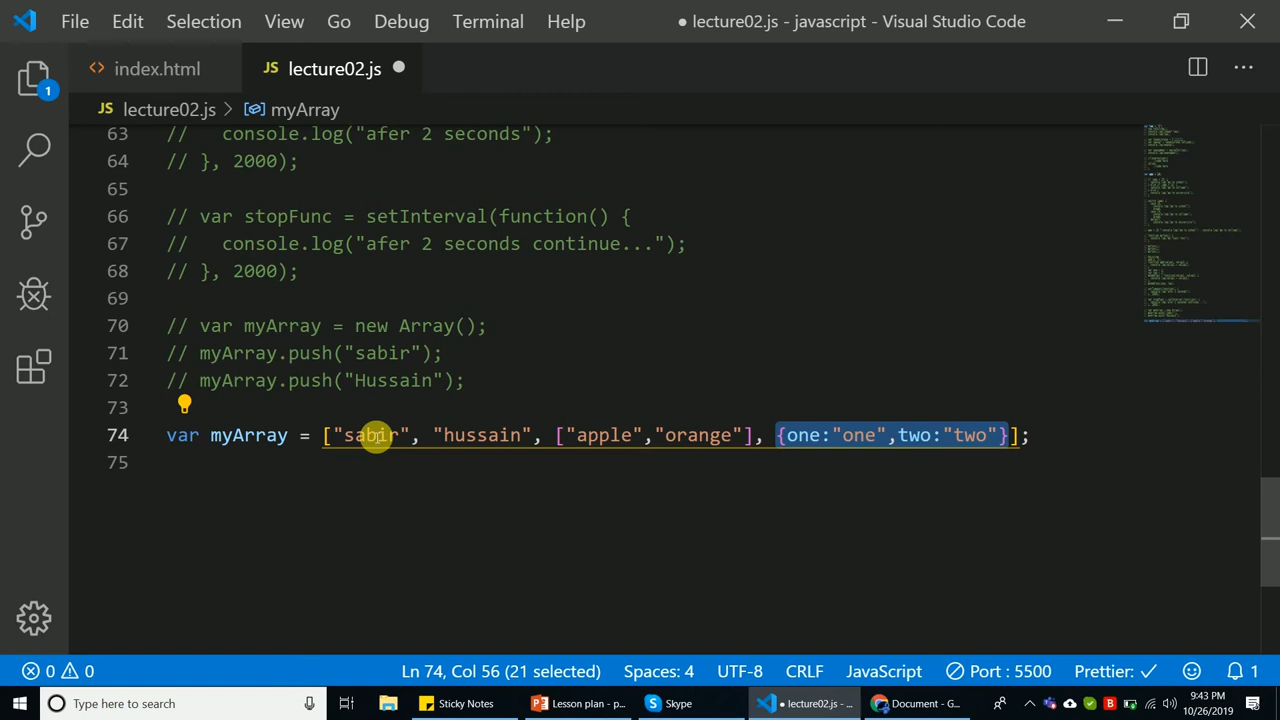 File Edit Selection View Go Debug Terminal Help ● lecture02.js - javascript - Visual Studio Code
index.html JS lecture02.js
JS lecture02.js > myArray
63 // console.log("afer 2 seconds");
64 // }, 2000);
65
66 // var stopFunc = setInterval(function() {
67 // console.log("afer 2 seconds continue...");
68 // }, 2000);
69
70 // var myArray = new Array();
71 // myArray.push("sabir");
72 // myArray.push("Hussain");
73
74 var myArray = ["sabir", "hussain", ["apple","orange"], {one:"one",two:"two"}];
75
1
0 0 Ln 74, Col 56 (21 selected) Spaces: 4 UTF-8 CRLF JavaScript Port : 5500 Prettier: ✓ 1
Type here to search Sticky Notes Lesson plan - p... Skype ● lecture02.js - ... Document - G... People 9:43 PM
10/26/2019